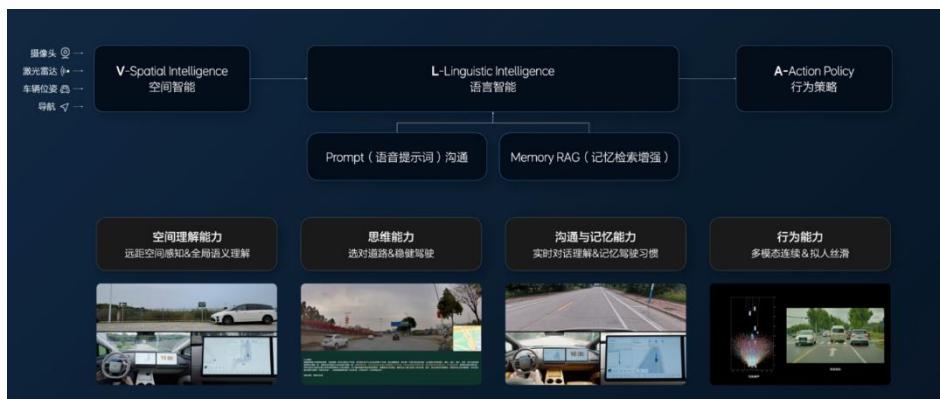 摄像头
激光雷达
车辆位姿
导航
V-Spatial Intelligence
空间智能
L-Linguistic Intelligence
语言智能
A-Action Policy
行为策略
Prompt（语音提示词）沟通
Memory RAG（记忆检索增强）
空间理解能力
远距空间感知&全局语义理解
思维能力
选对道路&稳健驾驶
沟通与记忆能力
实时对话理解&记忆驾驶习惯
行为能力
多模态连续&拟人丝滑